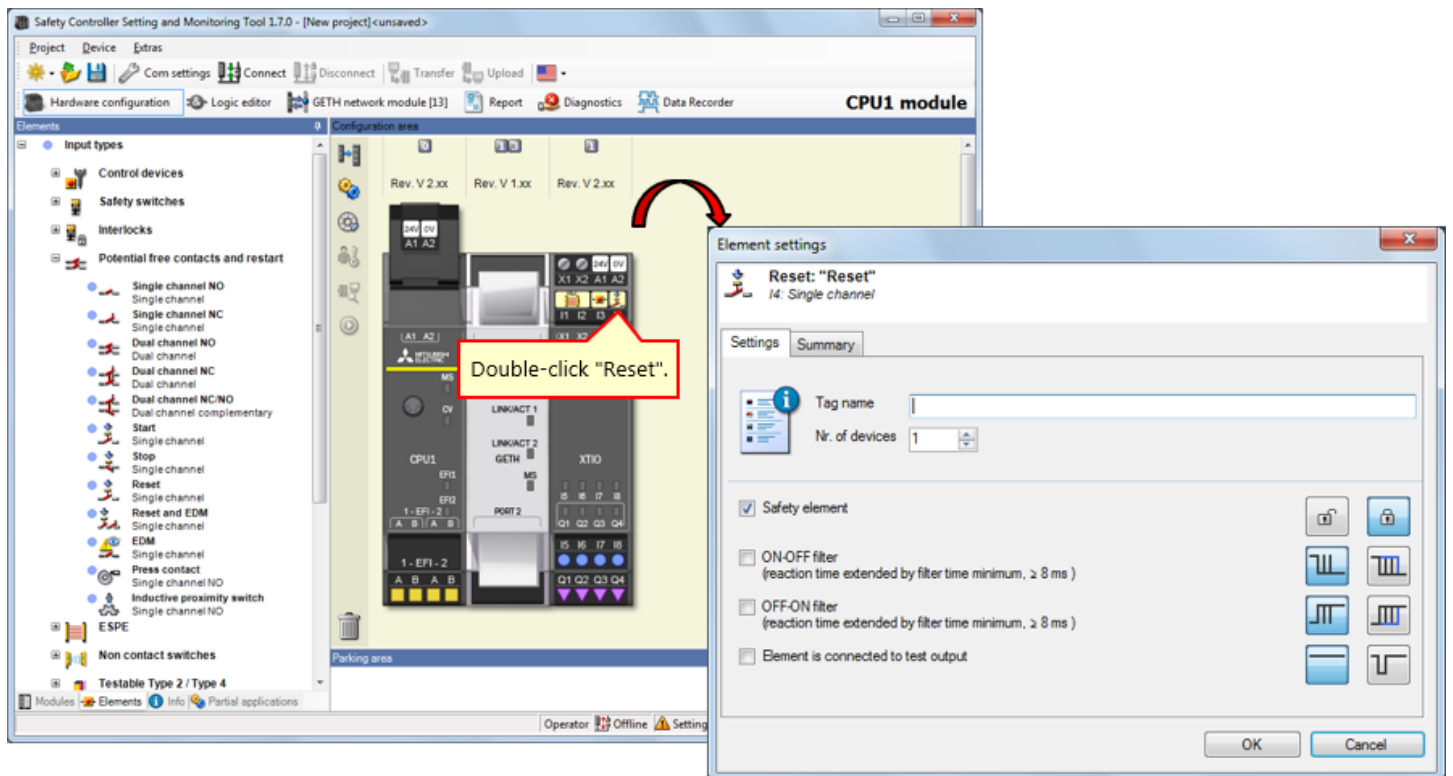 Safety Controller Setting and Monitoring Tool 1.7.0 - [New project] <unsaved>
Project Device Extras
Com settings Connect Disconnect Transfer Upload
Hardware configuration Logic editor GETH network module [13] Report Diagnostics Data Recorder CPU1 module
Elements
Input types
Control devices
Safety switches
Interlocks
Potential free contacts and restart
Single channel NO
Single channel
Single channel NC
Single channel
Dual channel NO
Dual channel
Dual channel NC
Dual channel
Dual channel NC/NO
Dual channel complementary
Start
Single channel
Stop
Single channel
Reset
Single channel
Reset and EDM
Single channel
EDM
Single channel
Press contact
Single channel NO
Inductive proximity switch
Single channel NO
ESPE
Non contact switches
Testable Type 2 / Type 4
Modules Elements Info Partial applications
Configuration area
Rev. V 2.xx Rev. V 1.xx Rev. V 2.xx
24V 0V
A1 A2
24V 0V
X1 X2 A1 A2
I1 I2 I3
A1 A2
X1 X2
MITSUBISHI
ELECTRIC
Double-click "Reset".
MS
CV
LINK/ACT 1
LINK/ACT 2
CPU1 GETH XTIO
EFI1 MS
EFI2
I5 I6 I7 I8
1 - EFI - 2 PORT 2
A B A B Q1 Q2 Q3 Q4
I5 I6 I7 I8
1 - EFI - 2
A B A B Q1 Q2 Q3 Q4
Parking area
Operator Offline Setting
Element settings
Reset: "Reset"
I4: Single channel
Settings Summary
Tag name
Nr. of devices 1
Safety element
ON-OFF filter
(reaction time extended by filter time minimum, ≥ 8 ms )
OFF-ON filter
(reaction time extended by filter time minimum, ≥ 8 ms )
Element is connected to test output
OK Cancel